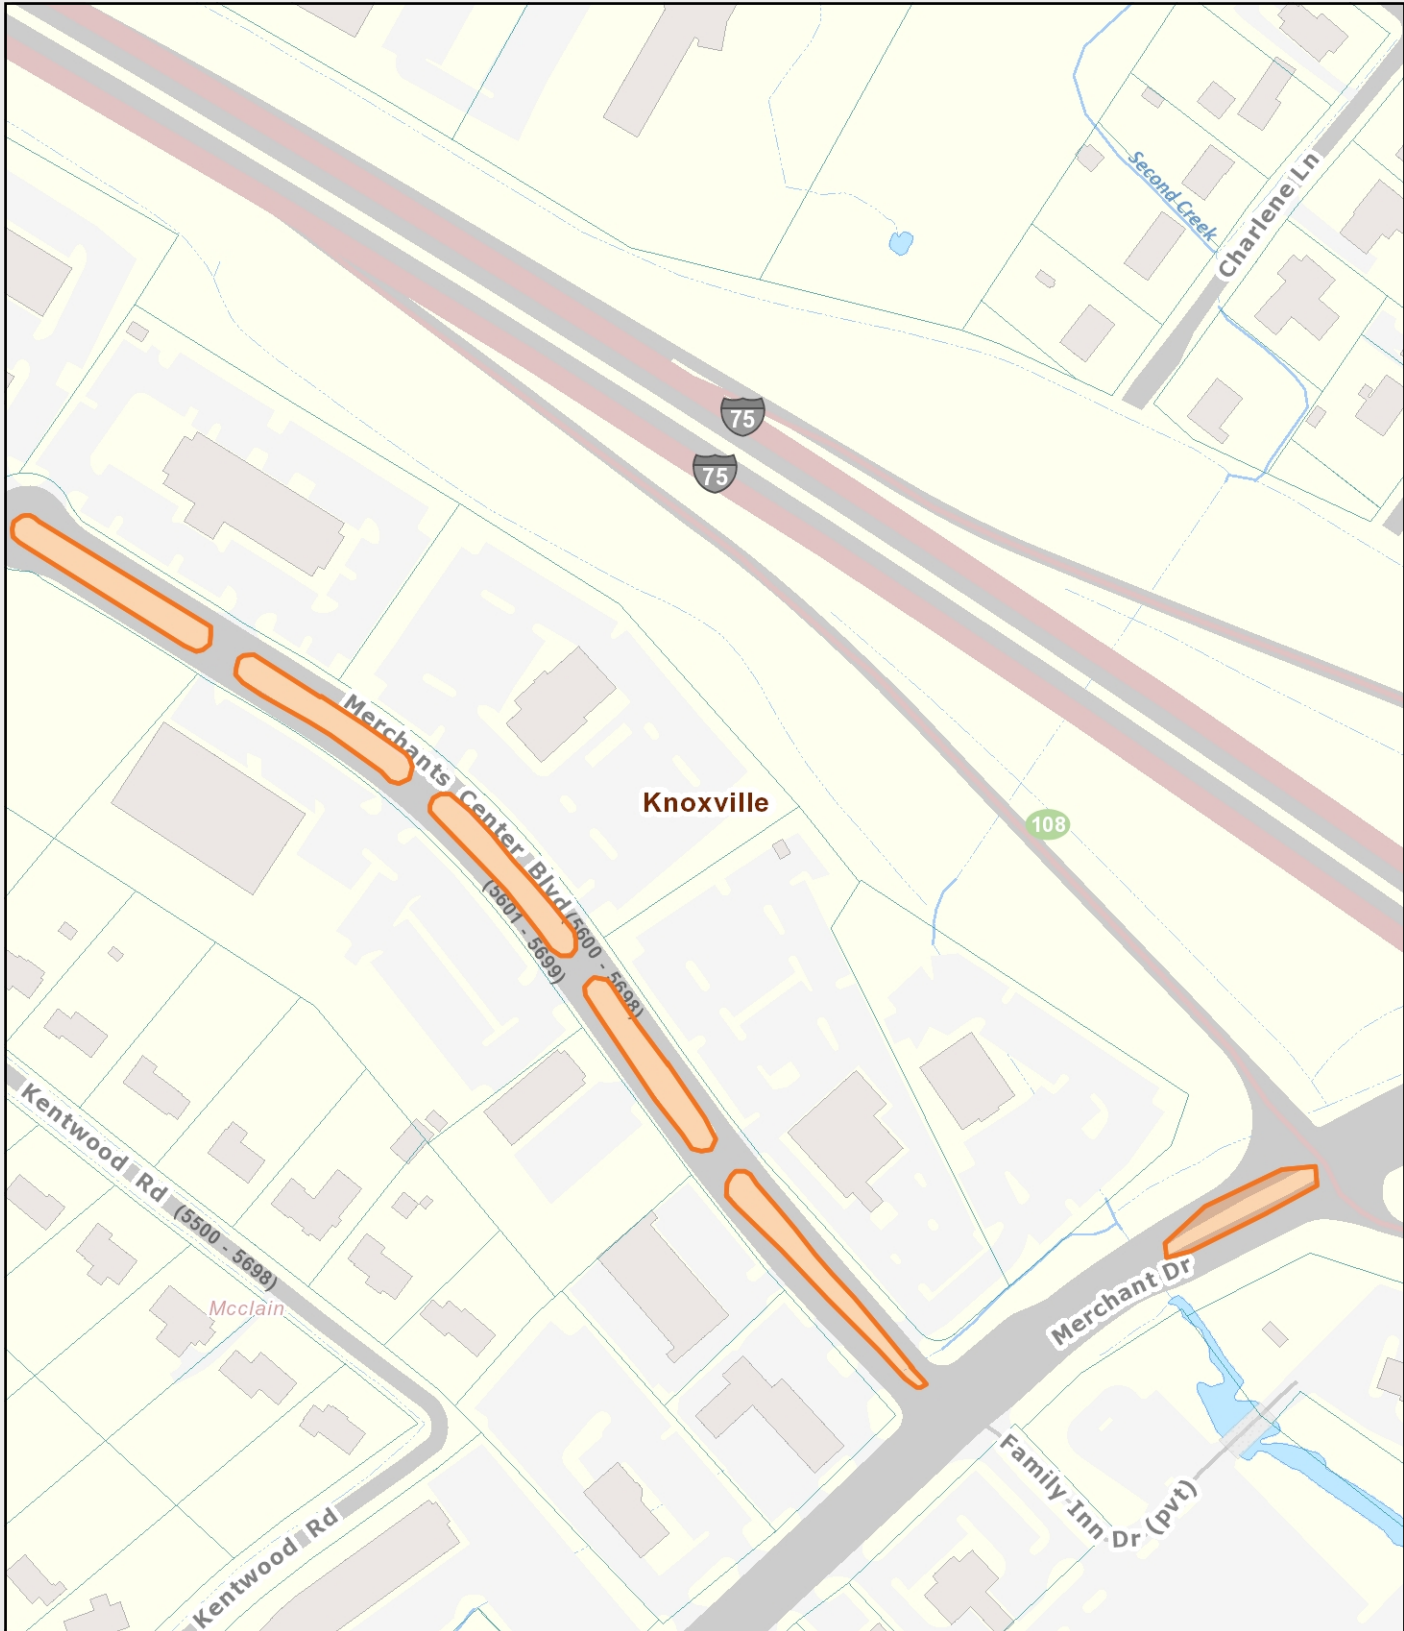 Second Creek
Charlene Ln
75
75
Merchants Center Blvd
(5600 - 5698)
(5601 - 5699)
Knoxville
108
Kentwood Rd (5500 - 5698)
Mcclain
Merchant Dr
Family Inn Dr (pvt)
Kentwood Rd